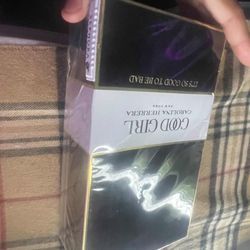 IT'S SO GOOD TO BE BAD
GOOD GIRL
CAROLINA HERRERA
NEW YORK